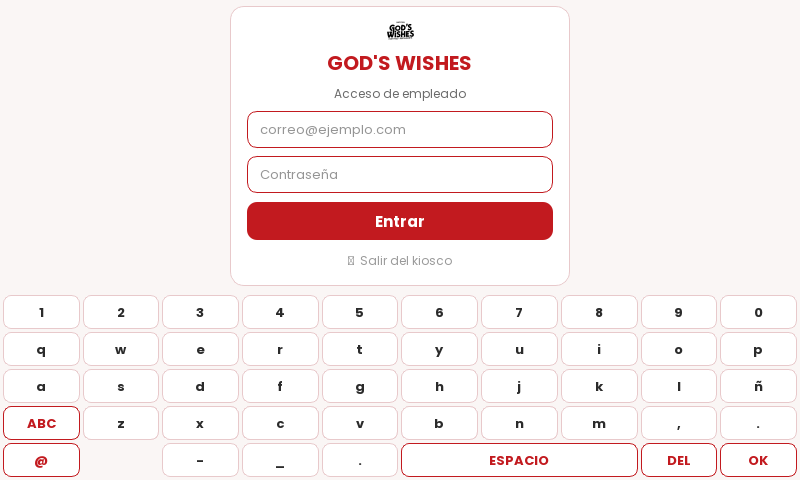 GOD'S WISHES
GOD'S WISHES
Acceso de empleado
correo@ejemplo.com
Contraseña
Entrar
Salir del kiosco
1 2 3 4 5 6 7 8 9 0
q w e r t y u i o p
a s d f g h j k l ñ
ABC z x c v b n m , .
@ - _ . ESPACIO DEL OK